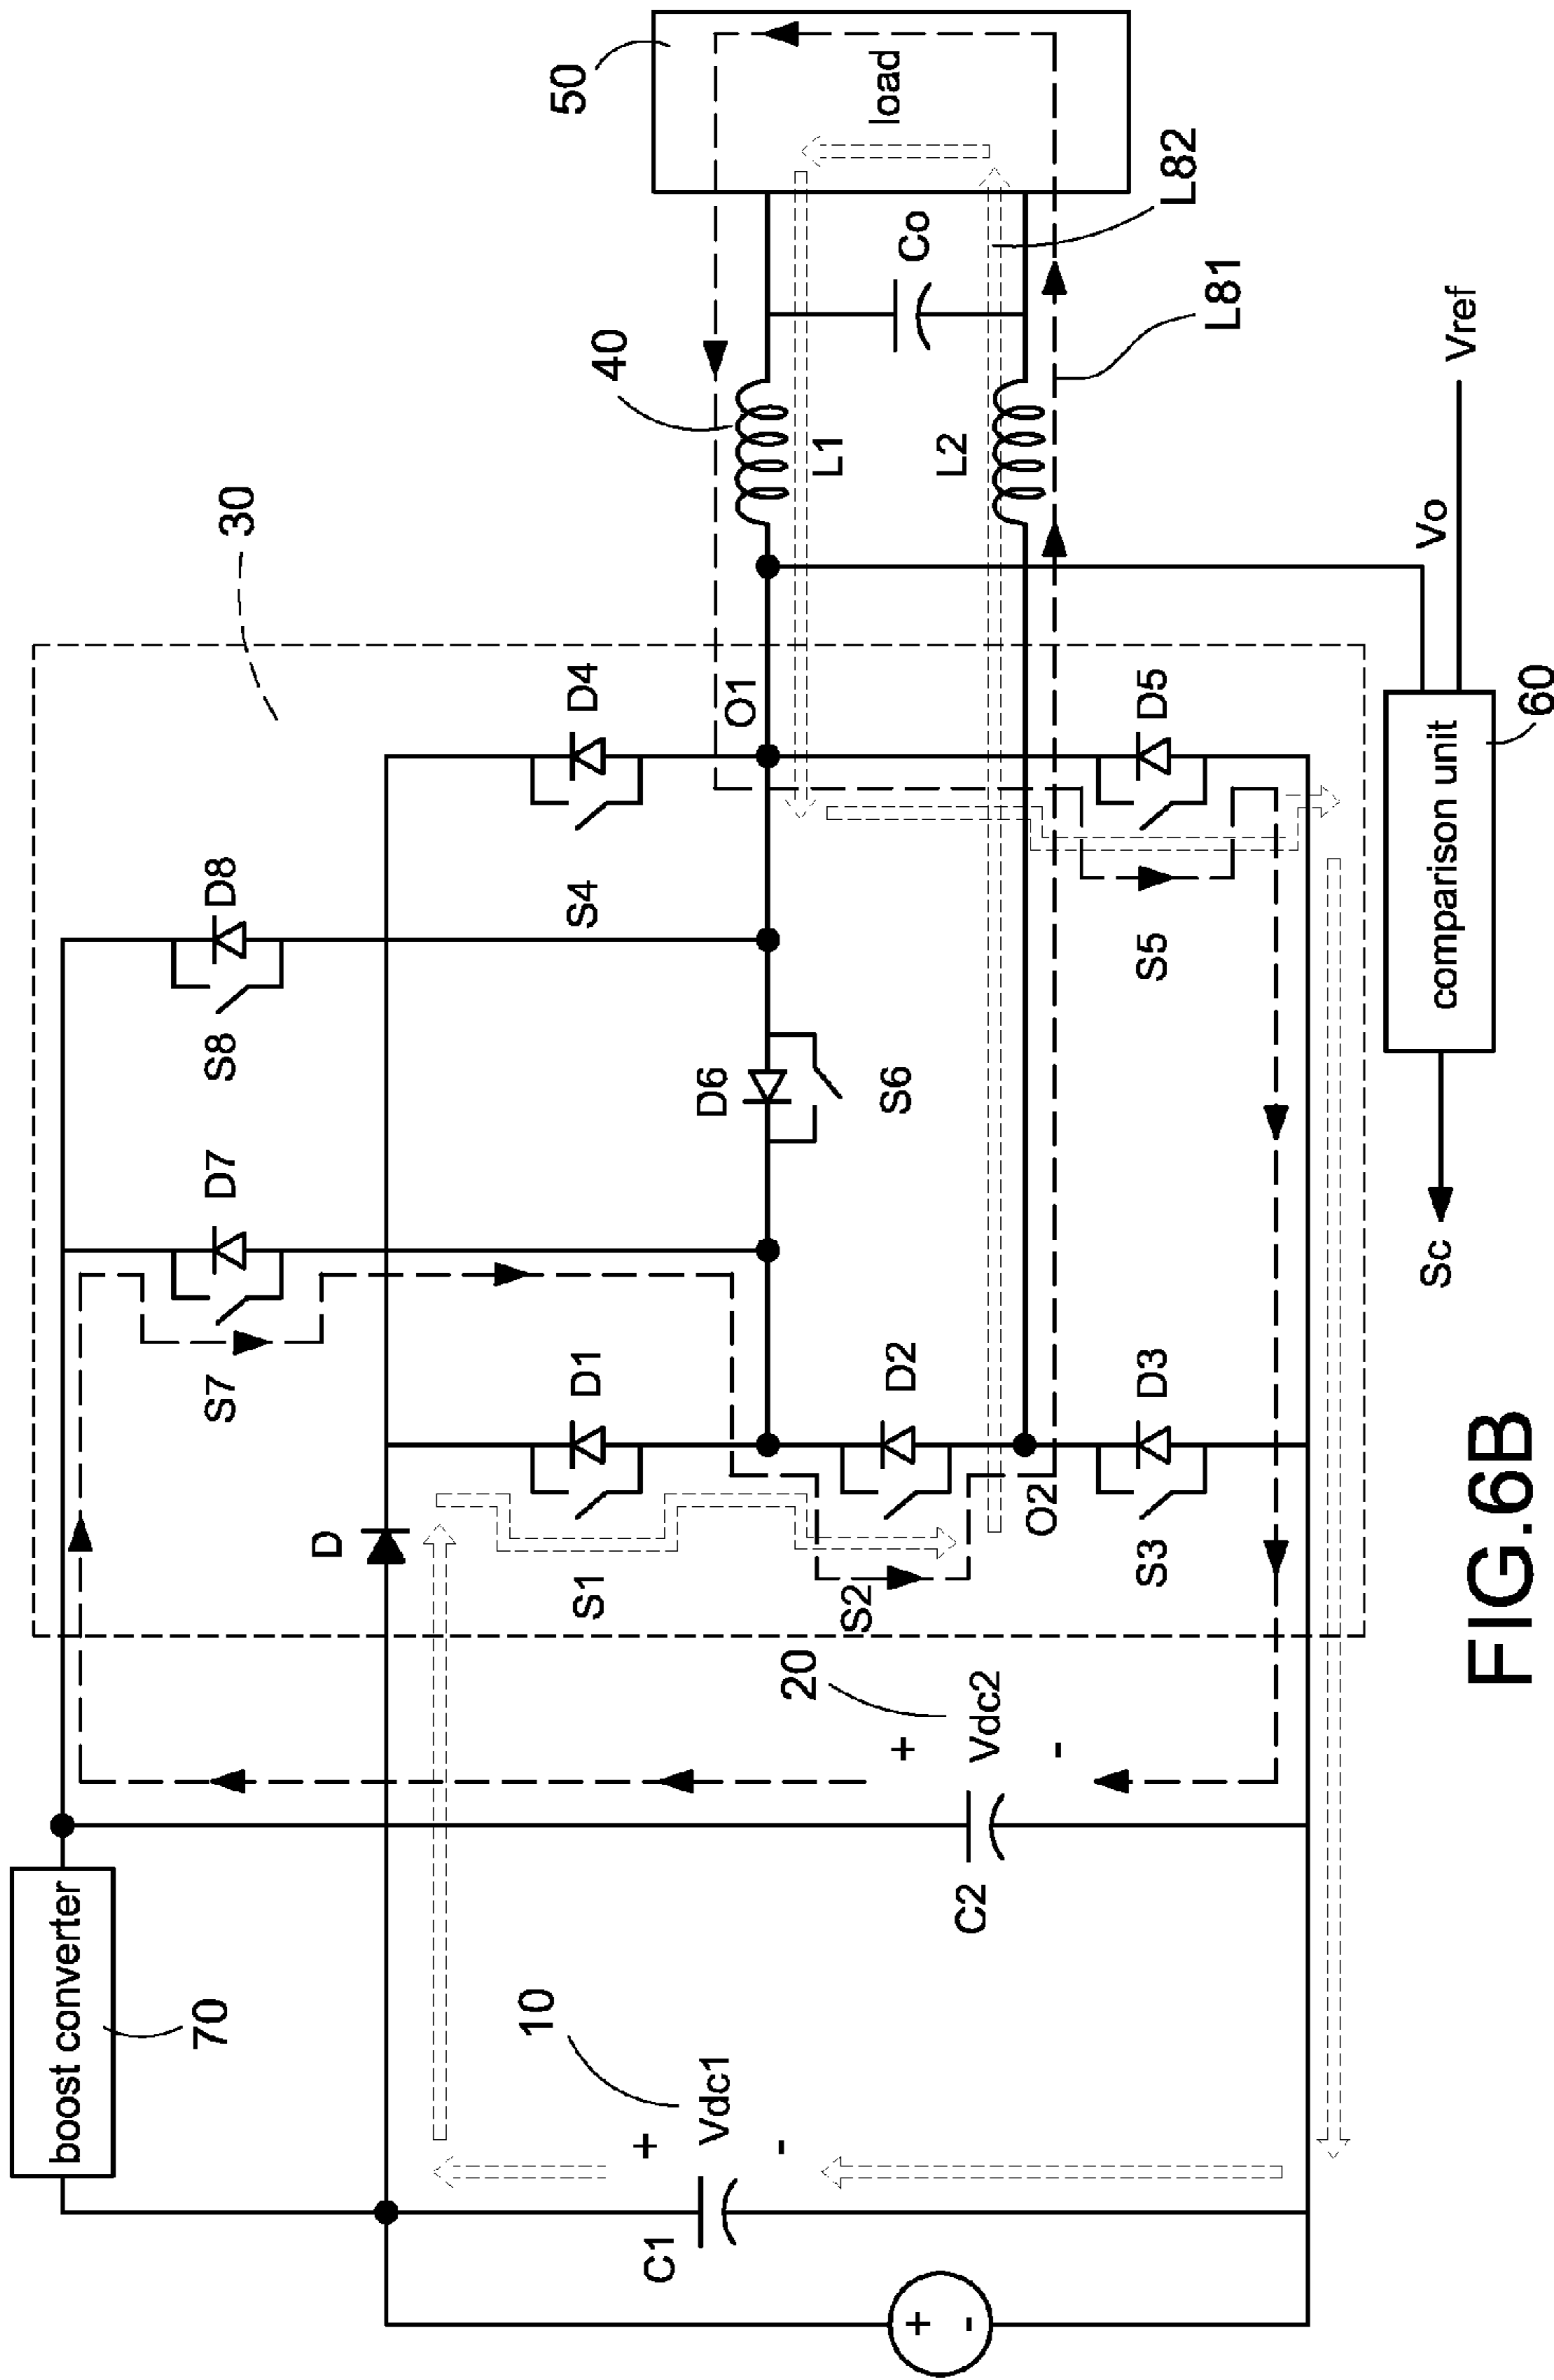 boost converter
70
10
C1
+
Vdc1
-
+
-
C2
20
+
Vdc2
-
30
D
S7
D7
S8
D8
S1
D1
S4
D4
D6
S6
O1
S2
D2
O2
S3
D3
S5
D5
40
L1
L2
Co
50
load
L82
L81
Vo
Vref
comparison unit
60
Sc
FIG.6B